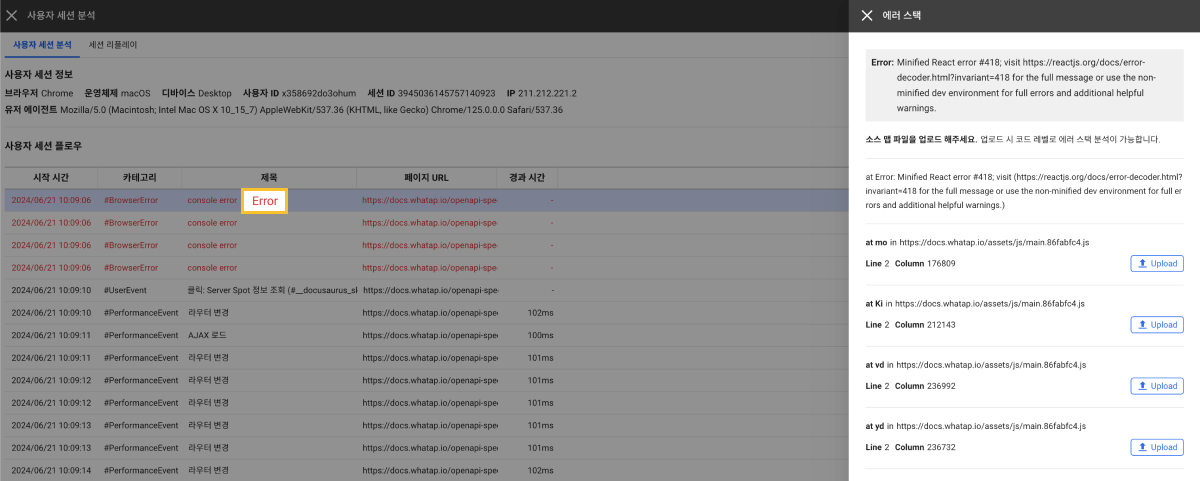 사용자 세션 분석
사용자 세션 분석 세션 리플레이
사용자 세션 정보
브라우저 Chrome 운영체제 macOS 디바이스 Desktop 사용자 ID x358692do3ohum 세션 ID 3945036145757140923 IP 211.212.221.2
유저 에이전트 Mozilla/5.0 (Macintosh; Intel Mac OS X 10_15_7) AppleWebKit/537.36 (KHTML, like Gecko) Chrome/125.0.0.0 Safari/537.36
사용자 세션 플로우
시작 시간 카테고리 제목 페이지 URL 경과 시간
2024/06/21 10:09:06 #BrowserError console error Error https://docs.whatap.io/openapi-spe -
2024/06/21 10:09:06 #BrowserError console error https://docs.whatap.io/openapi-spe -
2024/06/21 10:09:06 #BrowserError console error https://docs.whatap.io/openapi-spe -
2024/06/21 10:09:06 #BrowserError console error https://docs.whatap.io/openapi-spe -
2024/06/21 10:09:10 #UserEvent 클릭: Server Spot 정보 조회 (#__docusaurus_sl https://docs.whatap.io/openapi-spe -
2024/06/21 10:09:10 #PerformanceEvent 라우터 변경 https://docs.whatap.io/openapi-spe 102ms
2024/06/21 10:09:11 #PerformanceEvent AJAX 로드 https://docs.whatap.io/openapi-spe 100ms
2024/06/21 10:09:11 #PerformanceEvent 라우터 변경 https://docs.whatap.io/openapi-spe 101ms
2024/06/21 10:09:12 #PerformanceEvent 라우터 변경 https://docs.whatap.io/openapi-spe 101ms
2024/06/21 10:09:12 #PerformanceEvent 라우터 변경 https://docs.whatap.io/openapi-spe 101ms
2024/06/21 10:09:13 #PerformanceEvent 라우터 변경 https://docs.whatap.io/openapi-spe 101ms
2024/06/21 10:09:13 #PerformanceEvent 라우터 변경 https://docs.whatap.io/openapi-spe 101ms
2024/06/21 10:09:14 #PerformanceEvent 라우터 변경 https://docs.whatap.io/openapi-spe 102ms
에러 스택
Error: Minified React error #418; visit https://reactjs.org/docs/error-
decoder.html?invariant=418 for the full message or use the non-
minified dev environment for full errors and additional helpful
warnings.
소스 맵 파일을 업로드 해주세요. 업로드 시 코드 레벨로 에러 스택 분석이 가능합니다.
at Error: Minified React error #418; visit (https://reactjs.org/docs/error-decoder.html?
invariant=418 for the full message or use the non-minified dev environment for full er
rors and additional helpful warnings.)
at mo in https://docs.whatap.io/assets/js/main.86fabfc4.js
Line 2 Column 176809 Upload
at Ki in https://docs.whatap.io/assets/js/main.86fabfc4.js
Line 2 Column 212143 Upload
at vd in https://docs.whatap.io/assets/js/main.86fabfc4.js
Line 2 Column 236992 Upload
at yd in https://docs.whatap.io/assets/js/main.86fabfc4.js
Line 2 Column 236732 Upload